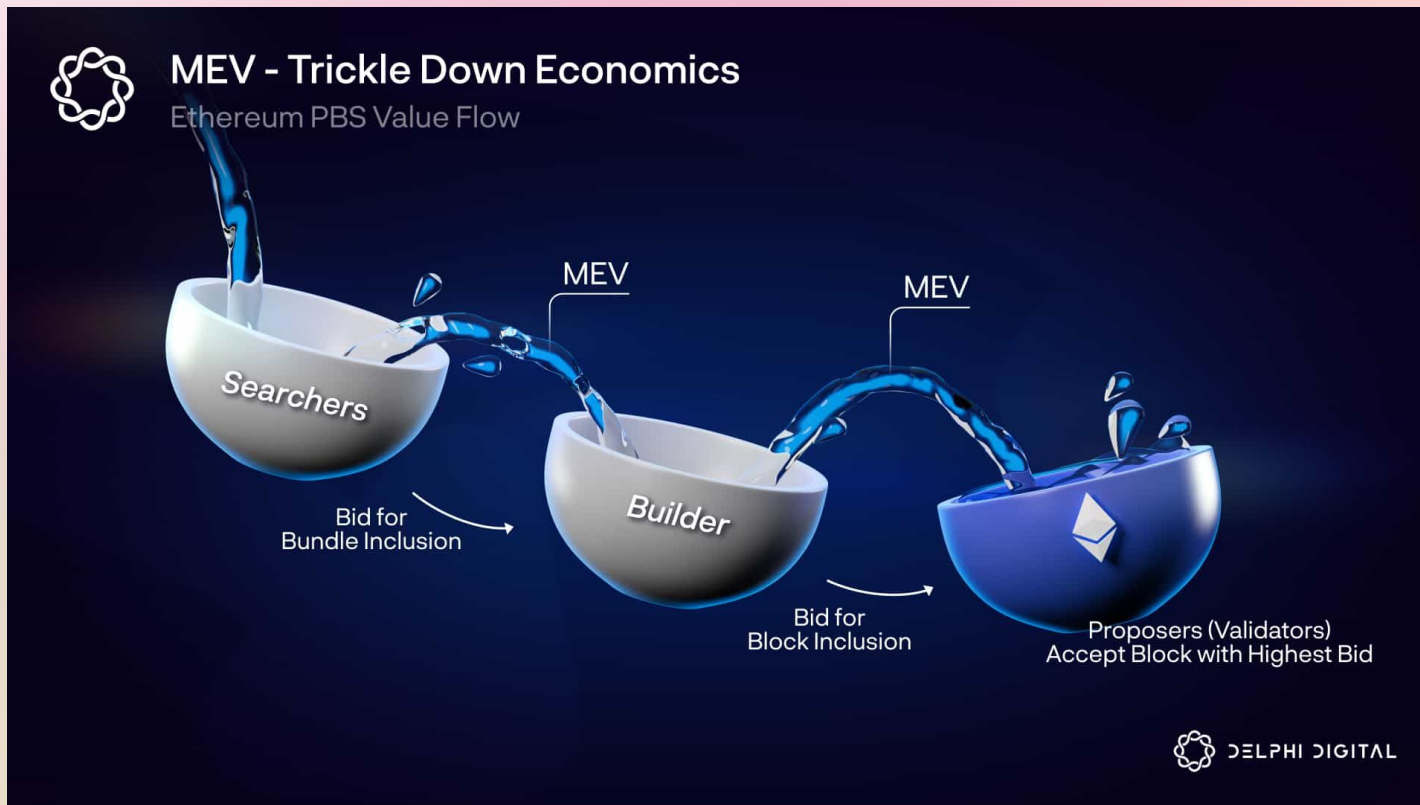 MEV - Trickle Down Economics
Ethereum PBS Value Flow
MEV
MEV
Searchers
Builder
Bid for
Bundle Inclusion
Bid for
Block Inclusion
Proposers (Validators)
Accept Block with Highest Bid
DELPHI DIGITAL